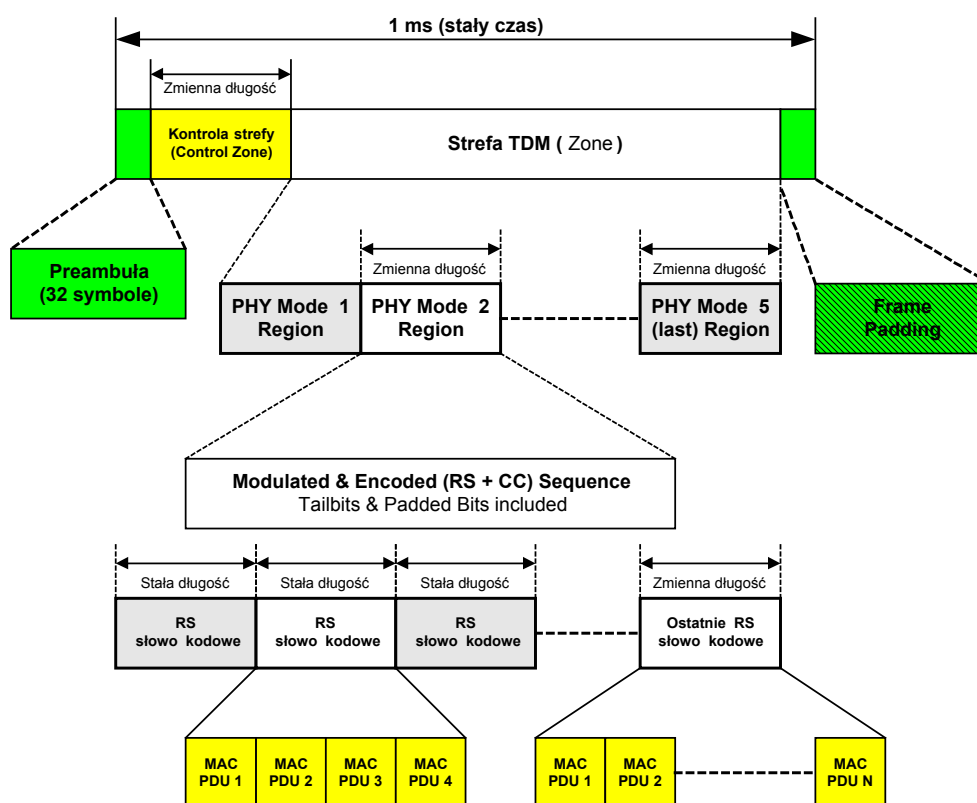 1 ms (stały czas)
Zmienna długość
Kontrola strefy
(Control Zone)
Strefa TDM ( Zone )
Preambuła
(32 symbole)
Zmienna długość
Zmienna długość
PHY Mode 1
Region
PHY Mode 2
Region
PHY Mode 5
(last) Region
Frame
Padding
Modulated & Encoded (RS + CC) Sequence
Tailbits & Padded Bits included
Stała długość
Stała długość
Stała długość
Zmienna długość
RS
słowo kodowe
RS
słowo kodowe
RS
słowo kodowe
Ostatnie RS
słowo kodowe
MAC
PDU 1
MAC
PDU 2
MAC
PDU 3
MAC
PDU 4
MAC
PDU 1
MAC
PDU 2
MAC
PDU N